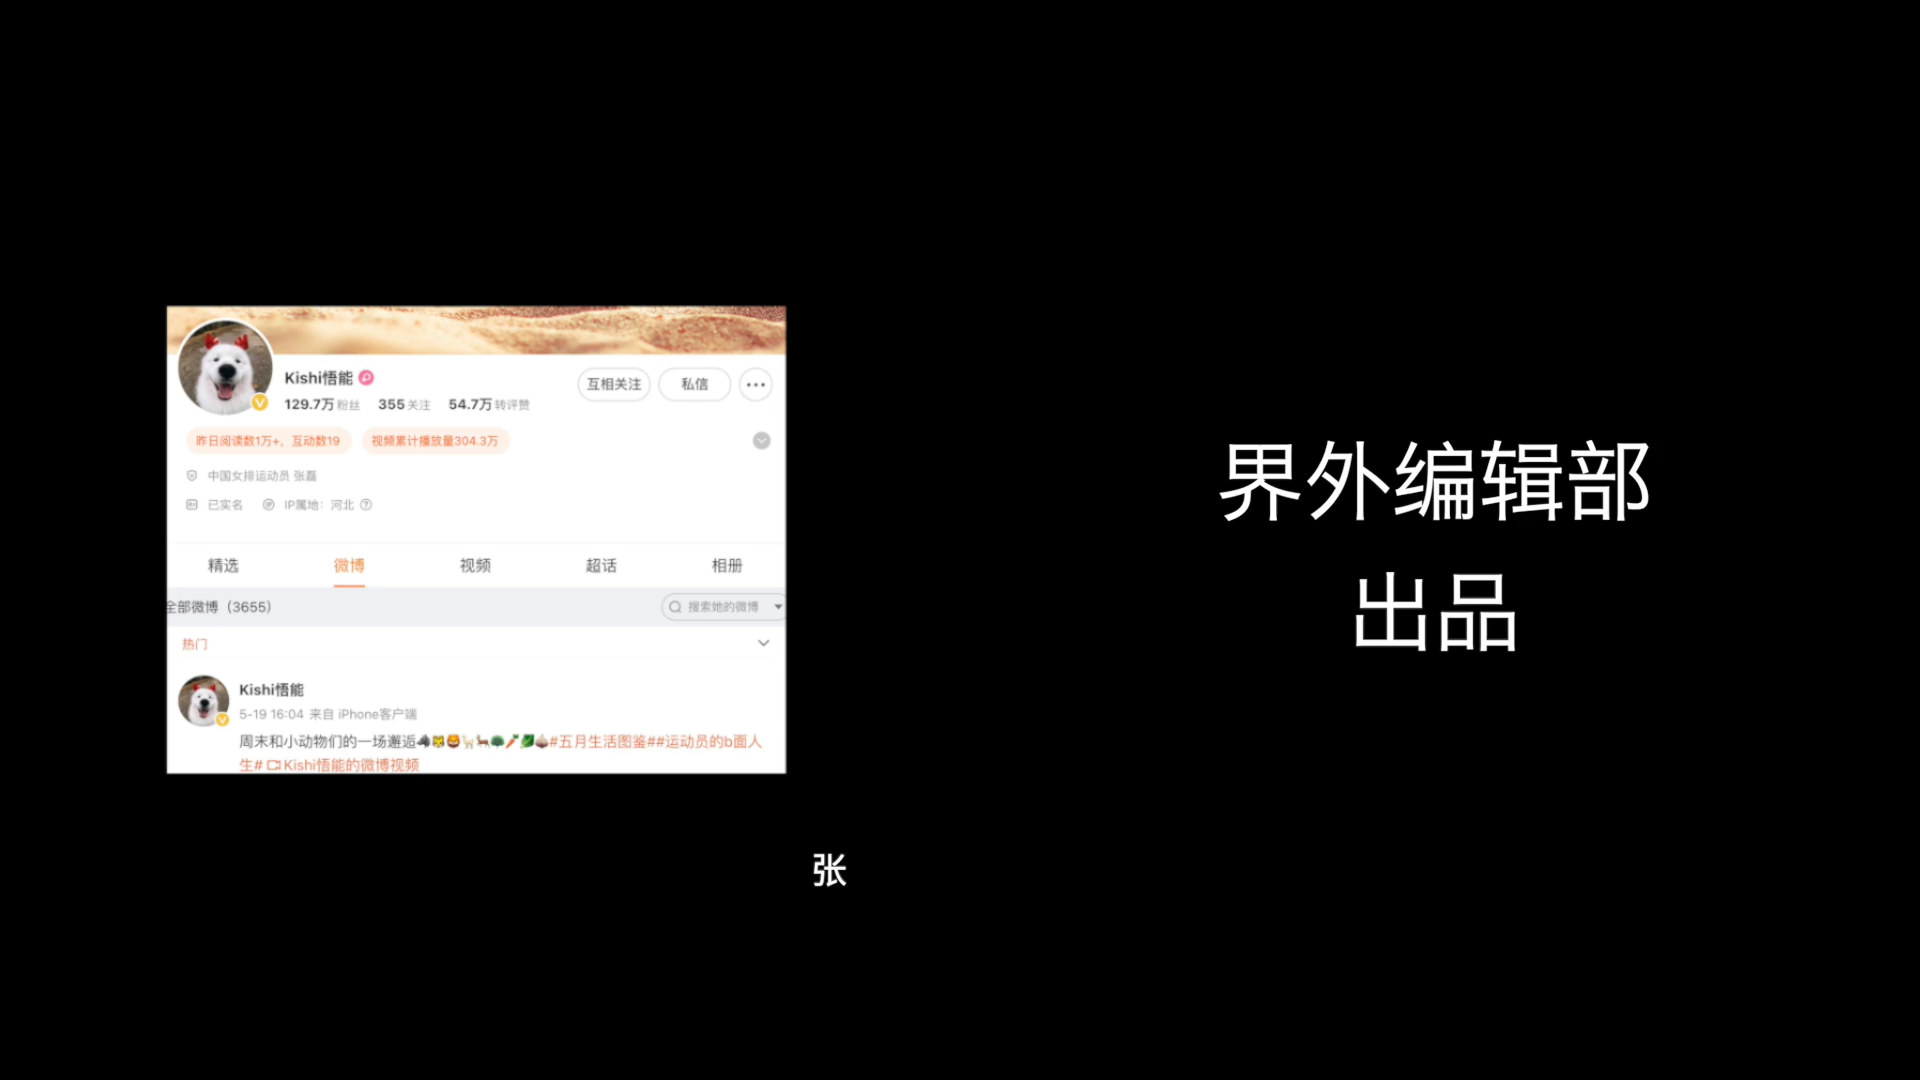 Kishi悟能
129.7万粉丝 355关注 54.7万转评赞
互相关注 私信
昨日阅读数1万+，互动数19 视频累计播放量304.3万
中国女排运动员 张磊
已实名 IP属地：河北
精选 微博 视频 超话 相册
全部微博（3655）
搜索她的微博
热门
Kishi悟能
5-19 16:04 来自 iPhone客户端
周末和小动物们的一场邂逅🦓🐯🦁🦙🐕🌳🥕🥬🧄#五月生活图鉴##运动员的b面人
生# Kishi悟能的微博视频
界外编辑部
出品
张